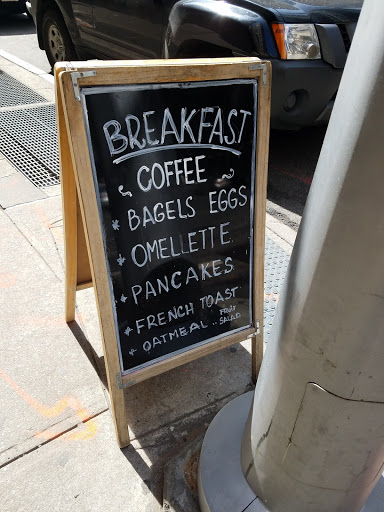 BREAKFAST
COFFEE
BAGELS EGGS
OMELLETTE
PANCAKES
FRENCH TOAST
OATMEAL .. FRUIT
SALAD